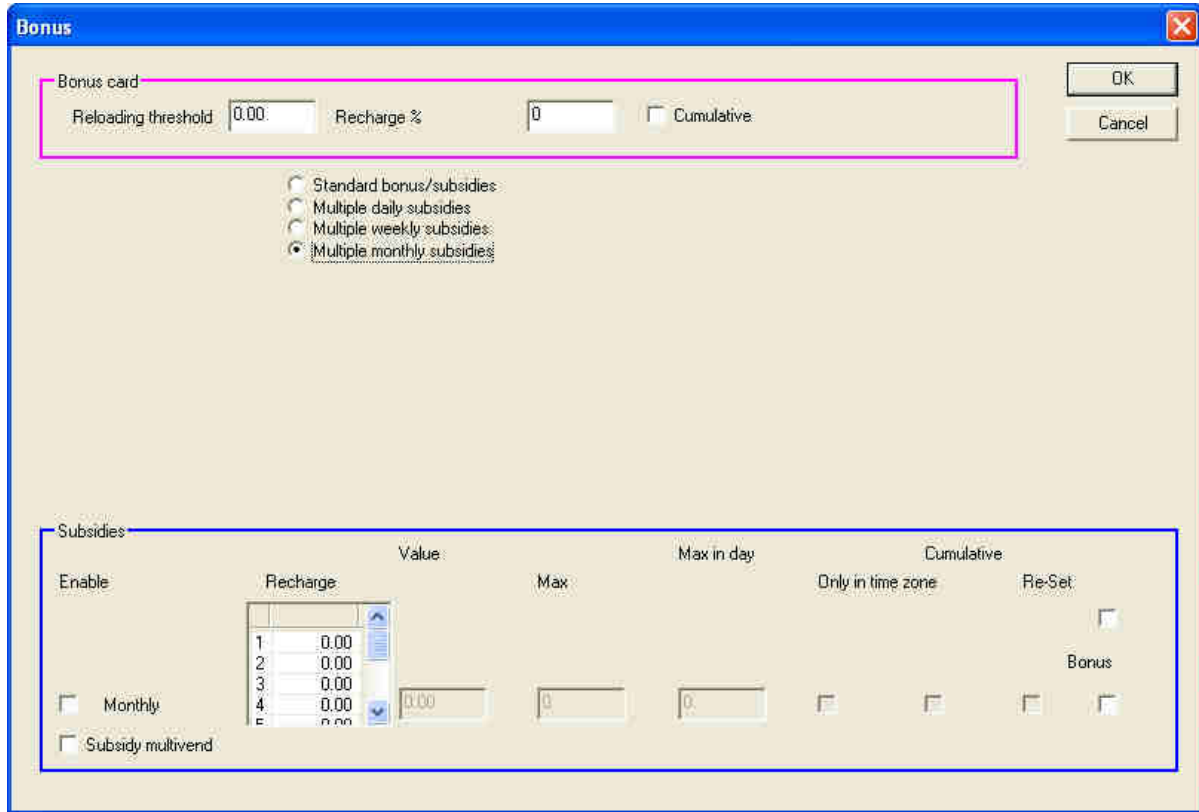 Bonus
Bonus card
OK
Reloading threshold 0.00 Recharge % 0 Cumulative
Cancel
Standard bonus/subsidies
Multiple daily subsidies
Multiple weekly subsidies
Multiple monthly subsidies
Subsidies
Value Max in day Cumulative
Enable Recharge Max Only in time zone Re-Set
1 0.00
2 0.00
3 0.00
Bonus
Monthly 4 0.00 0.00 0 0
5 0.00
Subsidy multivend